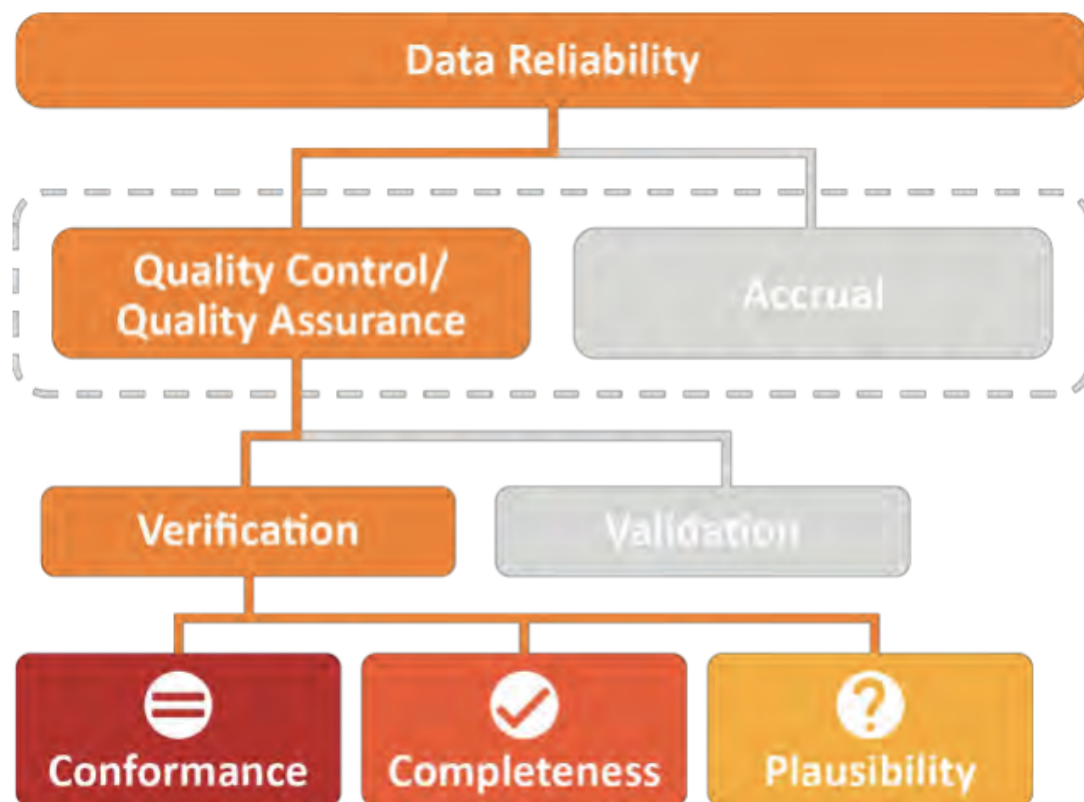 Data Reliability
Quality Control/
Quality Assurance
Accrual
Verification
Validation
Conformance
Completeness
Plausibility